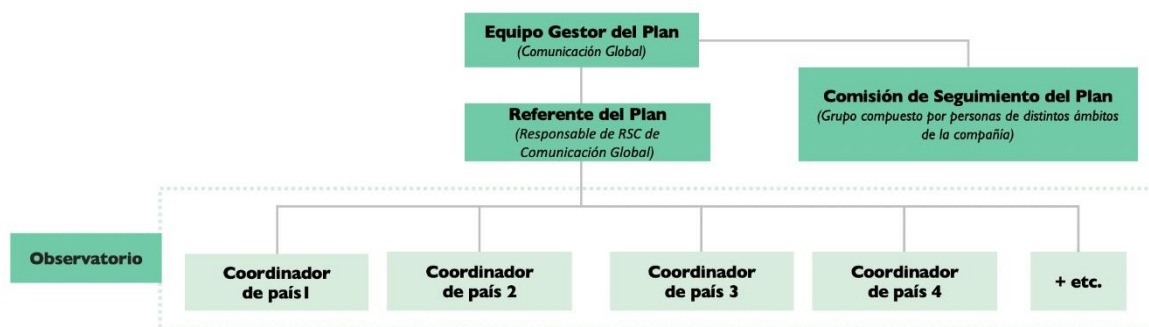 Equipo Gestor del Plan
(Comunicación Global)
Comisión de Seguimiento del Plan
(Grupo compuesto por personas de distintos ámbitos
de la compañía)
Referente del Plan
(Responsable de RSC de
Comunicación Global)
Observatorio
Coordinador
de país1
Coordinador
de país 2
Coordinador
de país 3
Coordinador
de país 4
+ etc.